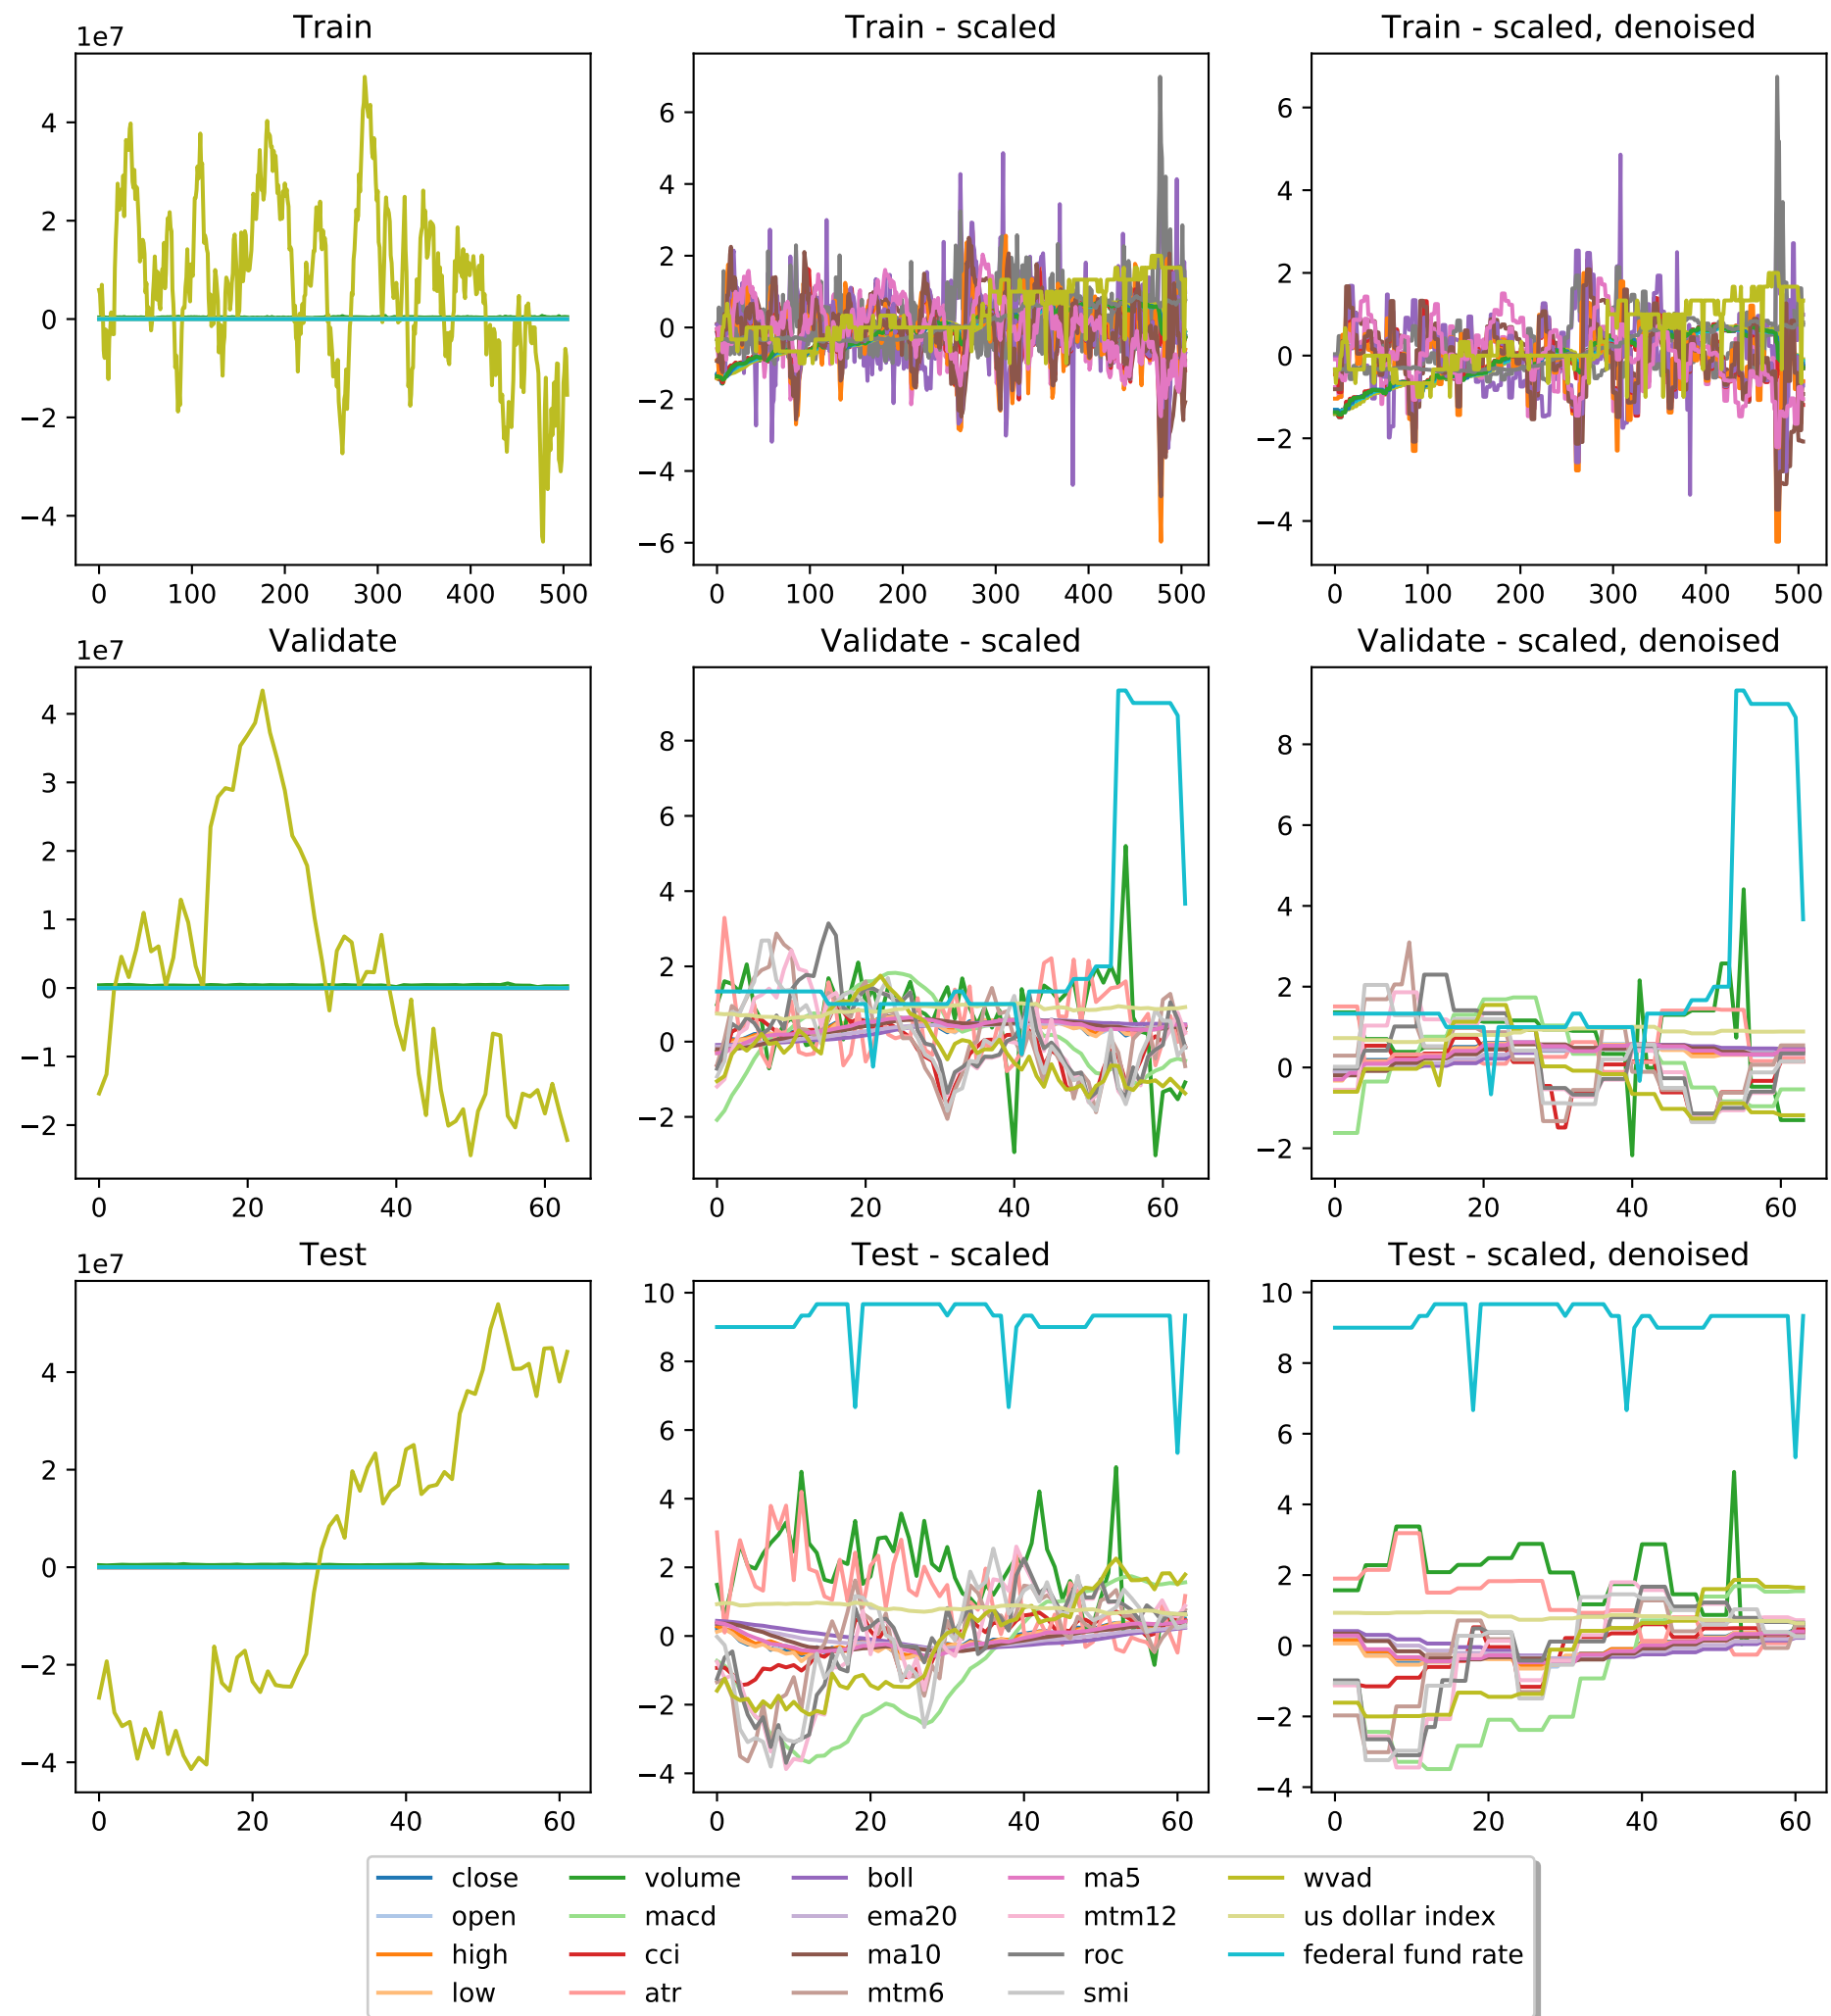 Train
Train - scaled
Train - scaled, denoised
1e7
4
2
0
−2
−4
0 100 200 300 400 500
6
4
2
0
−2
−4
−6
0 100 200 300 400 500
6
4
2
0
−2
−4
0 100 200 300 400 500
Validate
Validate - scaled
Validate - scaled, denoised
1e7
4
3
2
1
0
−1
−2
0 20 40 60
8
6
4
2
0
−2
0 20 40 60
8
6
4
2
0
−2
0 20 40 60
Test
Test - scaled
Test - scaled, denoised
1e7
4
2
0
−2
−4
0 20 40 60
10
8
6
4
2
0
−2
−4
0 20 40 60
10
8
6
4
2
0
−2
−4
0 20 40 60
close volume boll ma5 wvad
open macd ema20 mtm12 us dollar index
high cci ma10 roc federal fund rate
low atr mtm6 smi